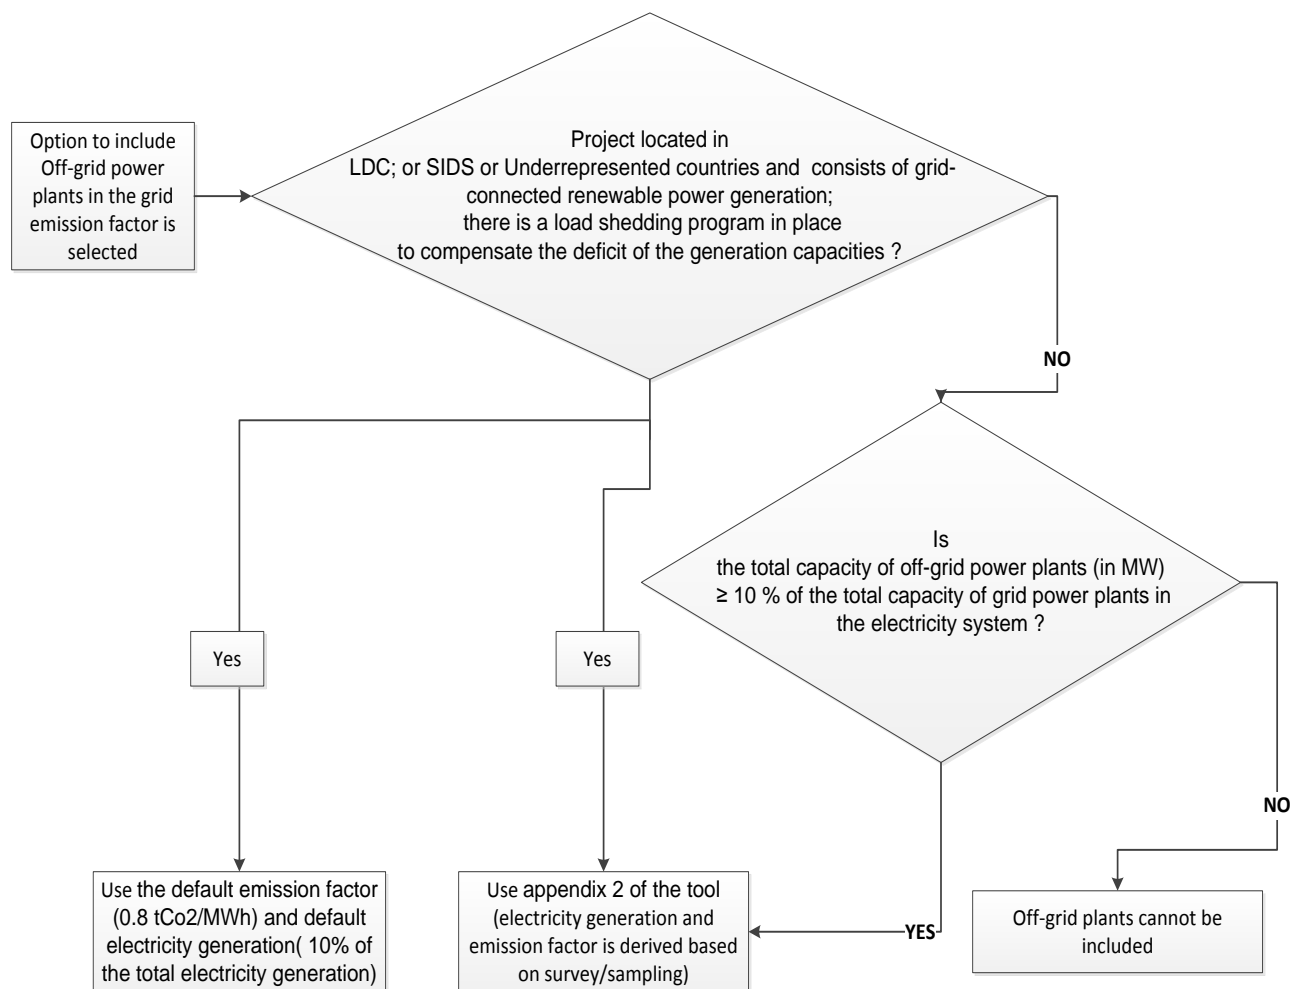 Option to include
Off-grid power
plants in the grid
emission factor is
selected
Project located in
LDC; or SIDS or Underrepresented countries and  consists of grid-
connected renewable power generation;
there is a load shedding program in place
to compensate the deficit of the generation capacities ?
NO
Is
the total capacity of off-grid power plants (in MW)
≥ 10 % of the total capacity of grid power plants in
the electricity system ?
Yes
Yes
NO
YES
Use the default emission factor
(0.8 tCo2/MWh) and default
electricity generation( 10% of
the total electricity generation)
Use appendix 2 of the tool
(electricity generation and
emission factor is derived based
on survey/sampling)
Off-grid plants cannot be
included